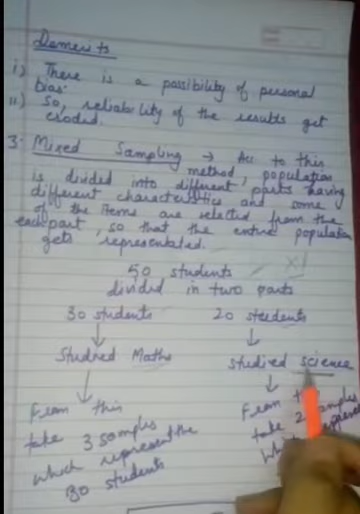 Demerits
i) There is a possibility of personal
bias.
ii) So, reliability of the results get
eroded.
3. Mixed Sampling → Acc to this
method, population
is divided into different parts having
different characteristics and some
of the items are selected from the
each part, so that the entire population
gets represented.
50 students
divided in two parts
30 students 20 students
↓ ↓
Studied Maths studied science
↓ ↓
From this From
take 3 samples take 2 samples
which represent the
30 students